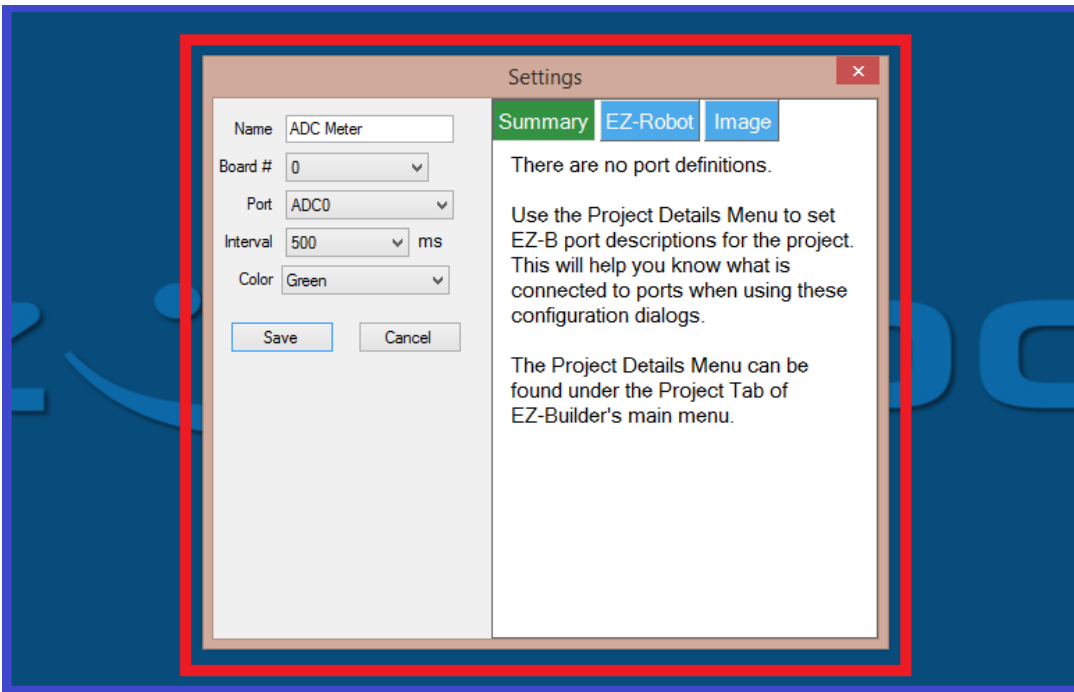 Settings
Name ADC Meter
Board # 0
Port ADC0
Interval 500 ms
Color Green
Save Cancel
Summary EZ-Robot Image
There are no port definitions.
Use the Project Details Menu to set
EZ-B port descriptions for the project.
This will help you know what is
connected to ports when using these
configuration dialogs.
The Project Details Menu can be
found under the Project Tab of
EZ-Builder's main menu.